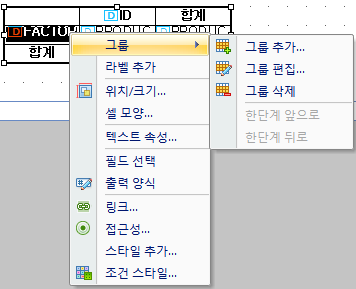 ID 합계
FACTOM PRODUC PRODUC
합계
그룹
라벨 추가
위치/크기...
셀 모양...
텍스트 속성...
필드 선택
출력 양식
링크...
접근성...
스타일 추가...
조건 스타일...
그룹 추가...
그룹 편집...
그룹 삭제
한단계 앞으로
한단계 뒤로